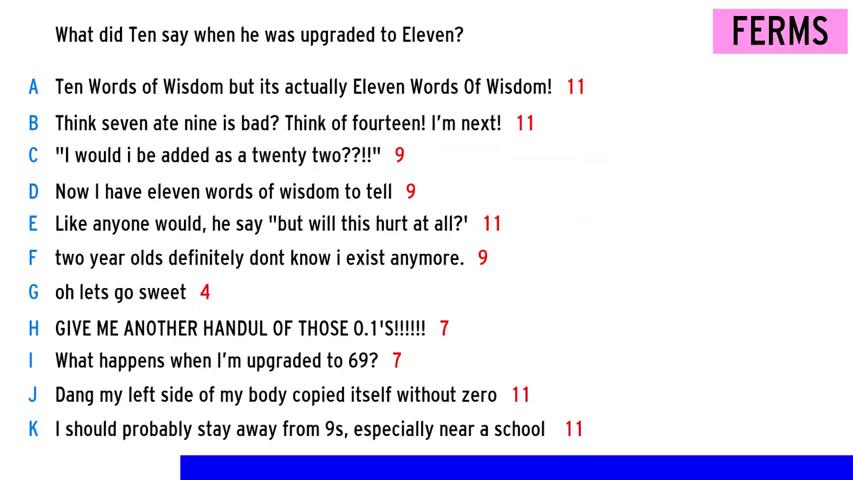 What did Ten say when he was upgraded to Eleven?
FERMS
A Ten Words of Wisdom but its actually Eleven Words Of Wisdom! 11
B Think seven ate nine is bad? Think of fourteen! I'm next! 11
C "I would i be added as a twenty two??!!" 9
D Now I have eleven words of wisdom to tell 9
E Like anyone would, he say "but will this hurt at all?' 11
F two year olds definitely dont know i exist anymore. 9
G oh lets go sweet 4
H GIVE ME ANOTHER HANDUL OF THOSE 0.1'S!!!!!! 7
I What happens when I'm upgraded to 69? 7
J Dang my left side of my body copied itself without zero 11
K I should probably stay away from 9s, especially near a school 11